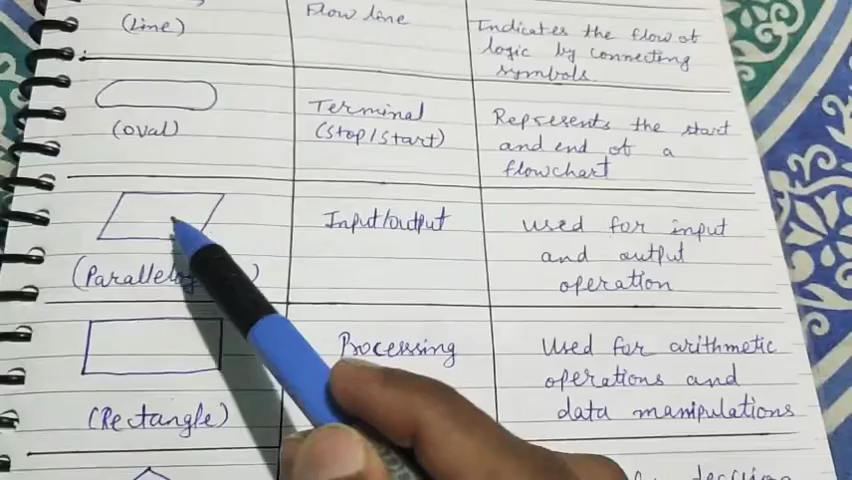 (Line)
Flow line
Indicates the flow of
logic by connecting
symbols.
(oval)
Terminal
(Stop/Start)
Represents the start
and end of a
flowchart
Input/output
used for input
and output
operation
(Rectangle)
Processing
Used for arithmetic
operations and
data manipulations